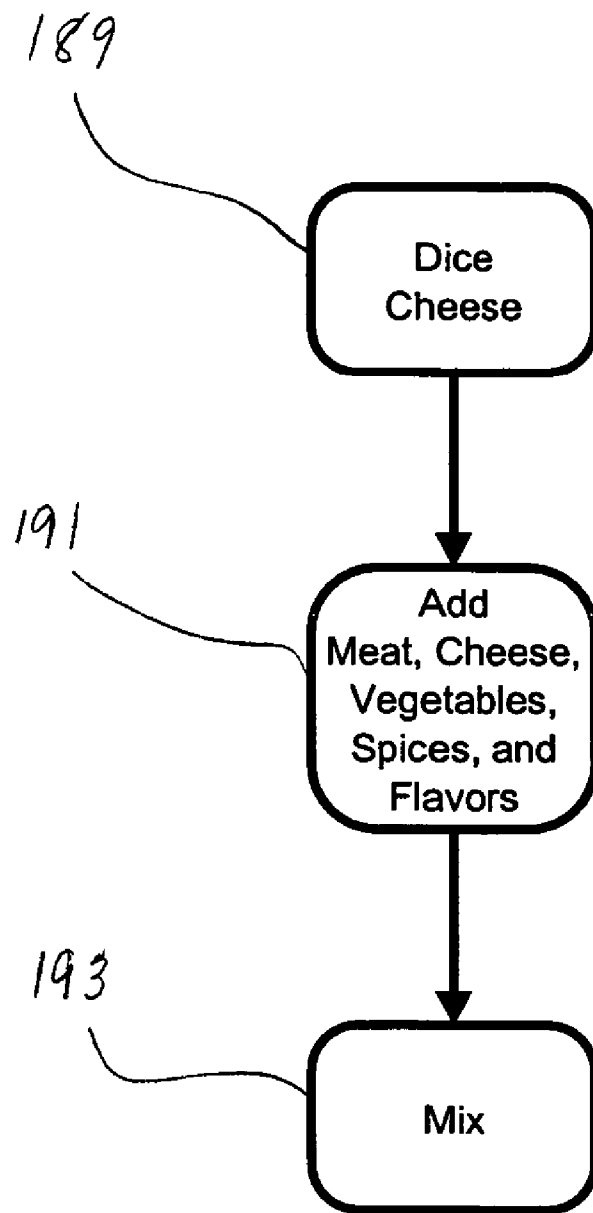 189
Dice
Cheese
191
Add
Meat, Cheese,
Vegetables,
Spices, and
Flavors
193
Mix